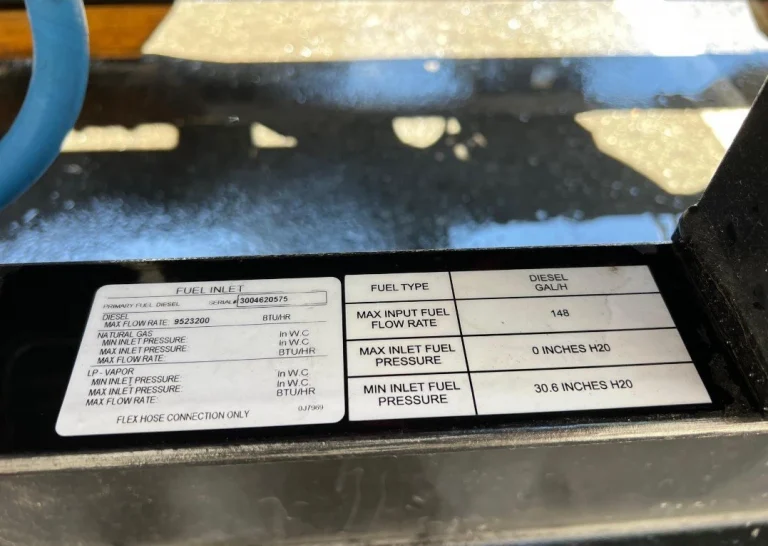 FUEL INLET
PRIMARY FUEL DIESEL SERIAL# 3004620575
DIESEL
MAX FLOW RATE: 9523200 BTU/HR
NATURAL GAS in W.C
MIN INLET PRESSURE in W.C
MAX INLET PRESSURE BTU/HR
MAX FLOW RATE:
LP - VAPOR in W.C
MIN INLET PRESSURE: in W.C
MAX INLET PRESSURE: BTU/HR
MAX FLOW RATE:
FLEX HOSE CONNECTION ONLY 0J7989
FUEL TYPE DIESEL
GAL/H
MAX INPUT FUEL
FLOW RATE 148
MAX INLET FUEL
PRESSURE 0 INCHES H20
MIN INLET FUEL
PRESSURE 30.6 INCHES H20